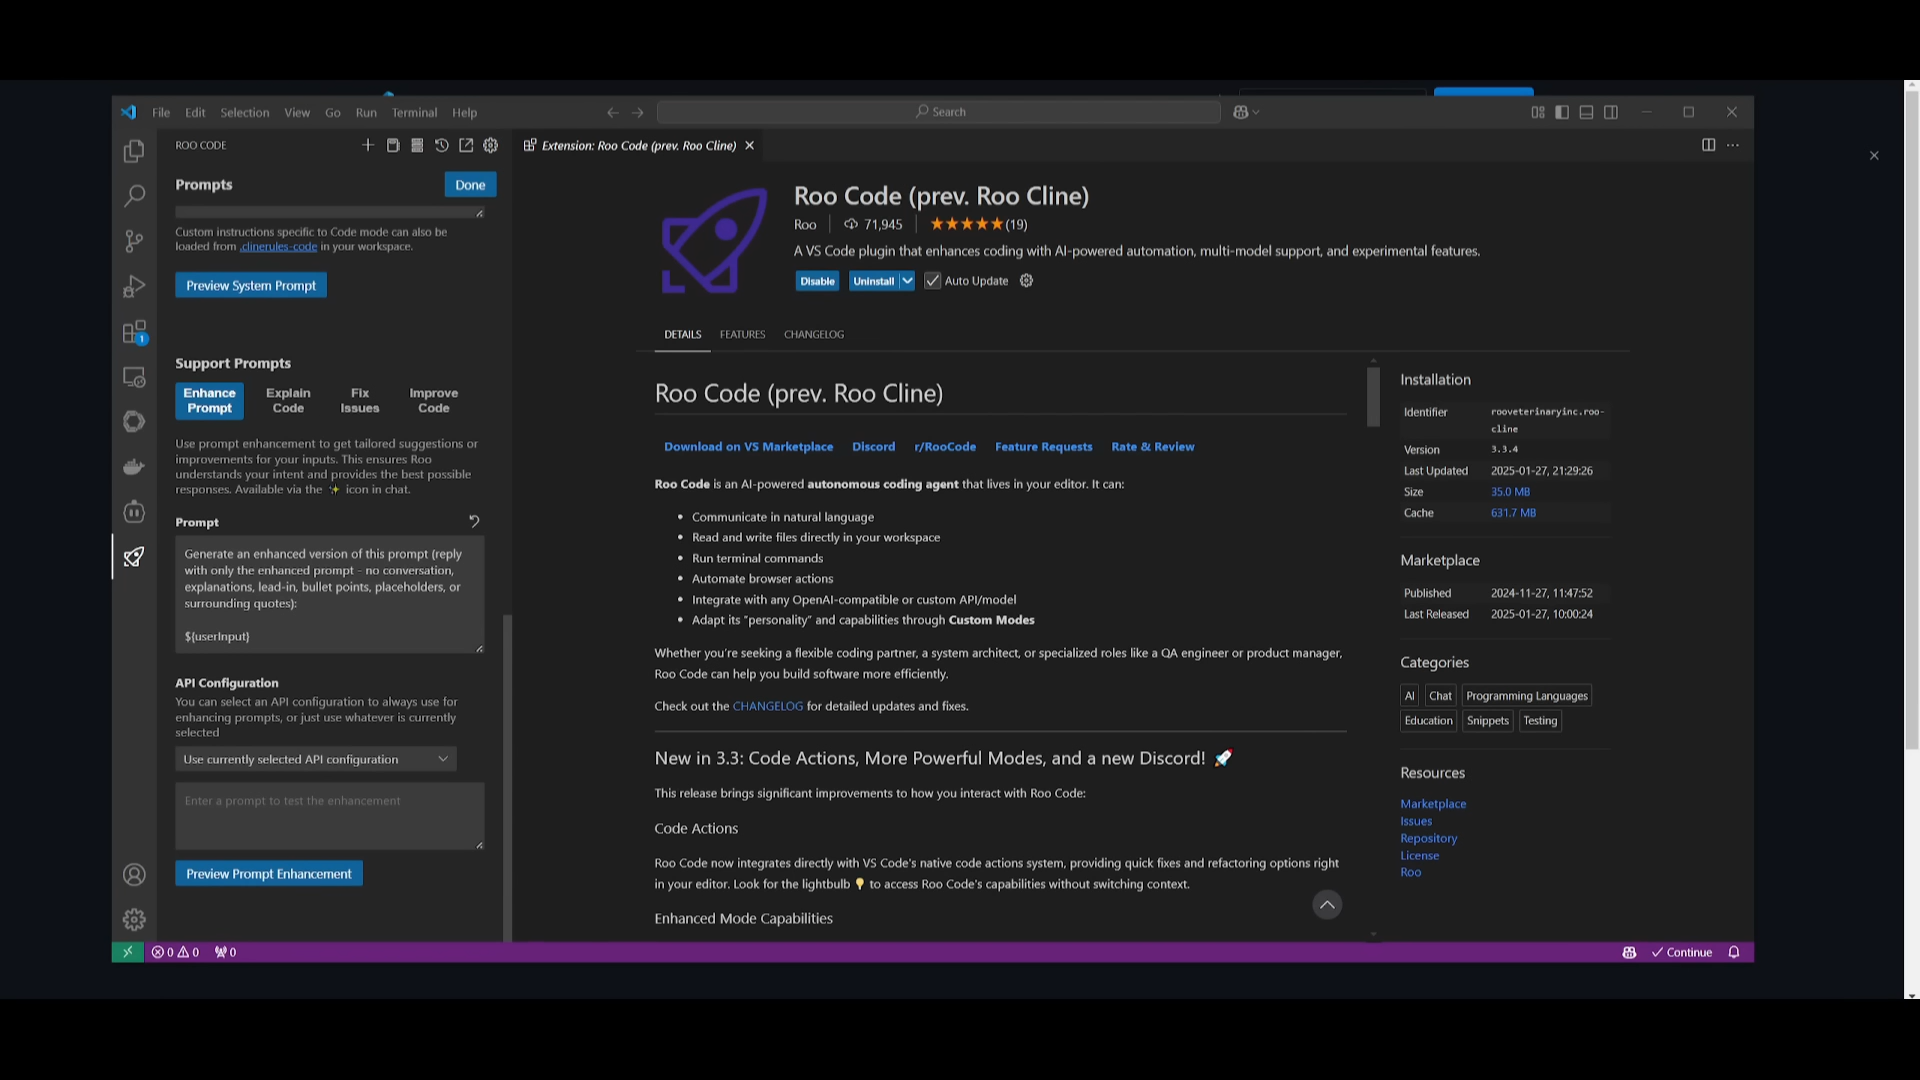 File Edit Selection View Go Run Terminal Help
Search
ROO CODE
Extension: Roo Code (prev. Roo Cline)
Prompts
Done
Custom instructions specific to Code mode can also be
loaded from .clinerules-code in your workspace.
Preview System Prompt
1
Support Prompts
Enhance
Prompt
Explain
Code
Fix
Issues
Improve
Code
Use prompt enhancement to get tailored suggestions or
improvements for your inputs. This ensures Roo
understands your intent and provides the best possible
responses. Available via the ✨ icon in chat.
Prompt
Generate an enhanced version of this prompt (reply
with only the enhanced prompt - no conversation,
explanations, lead-in, bullet points, placeholders, or
surrounding quotes):
${userInput}
API Configuration
You can select an API configuration to always use for
enhancing prompts, or just use whatever is currently
selected
Use currently selected API configuration
Enter a prompt to test the enhancement
Preview Prompt Enhancement
Roo Code (prev. Roo Cline)
Roo 71,945 ★★★★★(19)
A VS Code plugin that enhances coding with AI-powered automation, multi-model support, and experimental features.
Disable Uninstall Auto Update
DETAILS FEATURES CHANGELOG
Roo Code (prev. Roo Cline)
Download on VS Marketplace Discord r/RooCode Feature Requests Rate & Review
Roo Code is an AI-powered autonomous coding agent that lives in your editor. It can:
• Communicate in natural language
• Read and write files directly in your workspace
• Run terminal commands
• Automate browser actions
• Integrate with any OpenAI-compatible or custom API/model
• Adapt its "personality" and capabilities through Custom Modes
Whether you're seeking a flexible coding partner, a system architect, or specialized roles like a QA engineer or product manager,
Roo Code can help you build software more efficiently.
Check out the CHANGELOG for detailed updates and fixes.
New in 3.3: Code Actions, More Powerful Modes, and a new Discord! 🚀
This release brings significant improvements to how you interact with Roo Code:
Code Actions
Roo Code now integrates directly with VS Code's native code actions system, providing quick fixes and refactoring options right
in your editor. Look for the lightbulb 💡 to access Roo Code's capabilities without switching context.
Enhanced Mode Capabilities
Installation
Identifier rooveterinaryinc.roo-
cline
Version 3.3.4
Last Updated 2025-01-27, 21:29:26
Size 35.0 MB
Cache 631.7 MB
Marketplace
Published 2024-11-27, 11:47:52
Last Released 2025-01-27, 10:00:24
Categories
AI Chat Programming Languages
Education Snippets Testing
Resources
Marketplace
Issues
Repository
License
Roo
0 0 0
Continue